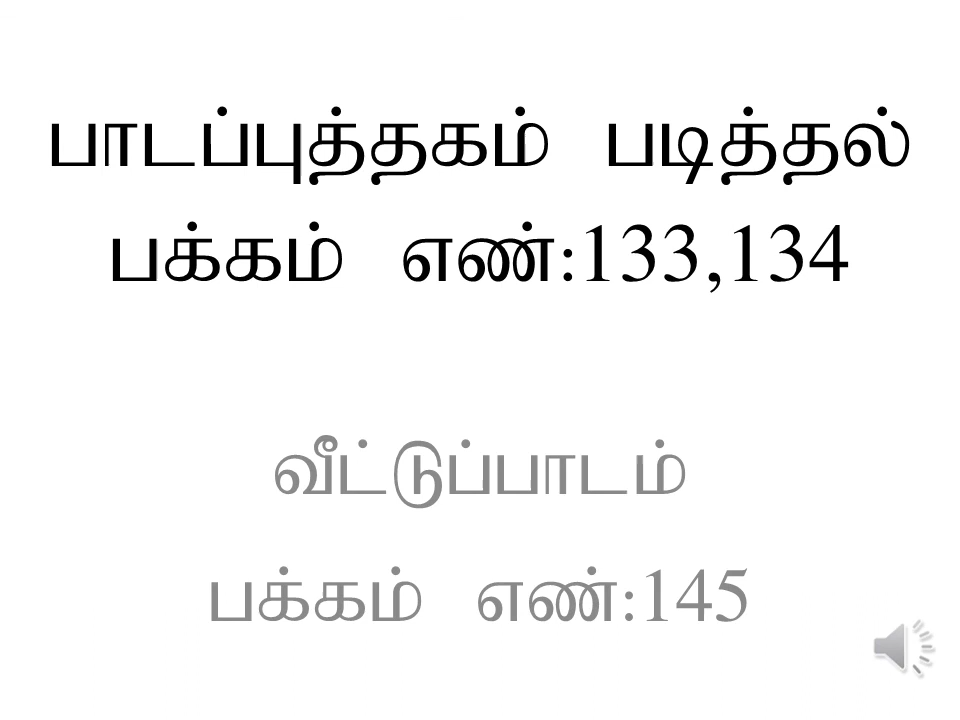 பாடப்புத்தகம் படித்தல்
பக்கம் எண்:133,134
வீட்டுப்பாடம்
பக்கம் எண்:145